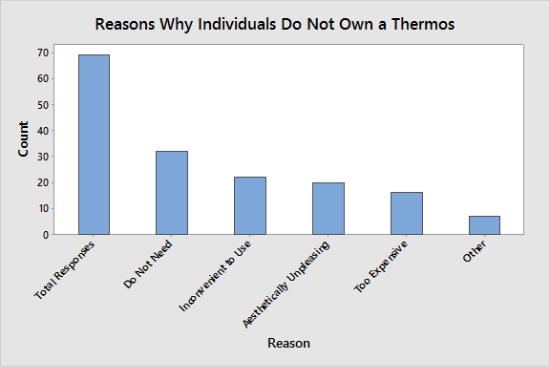 Reasons Why Individuals Do Not Own a Thermos
70
60
50
40
30
20
10
0
Count
Total Responses
Do Not Need
Inconvenient to Use
Aesthetically Unpleasing
Too Expensive
Other
Reason